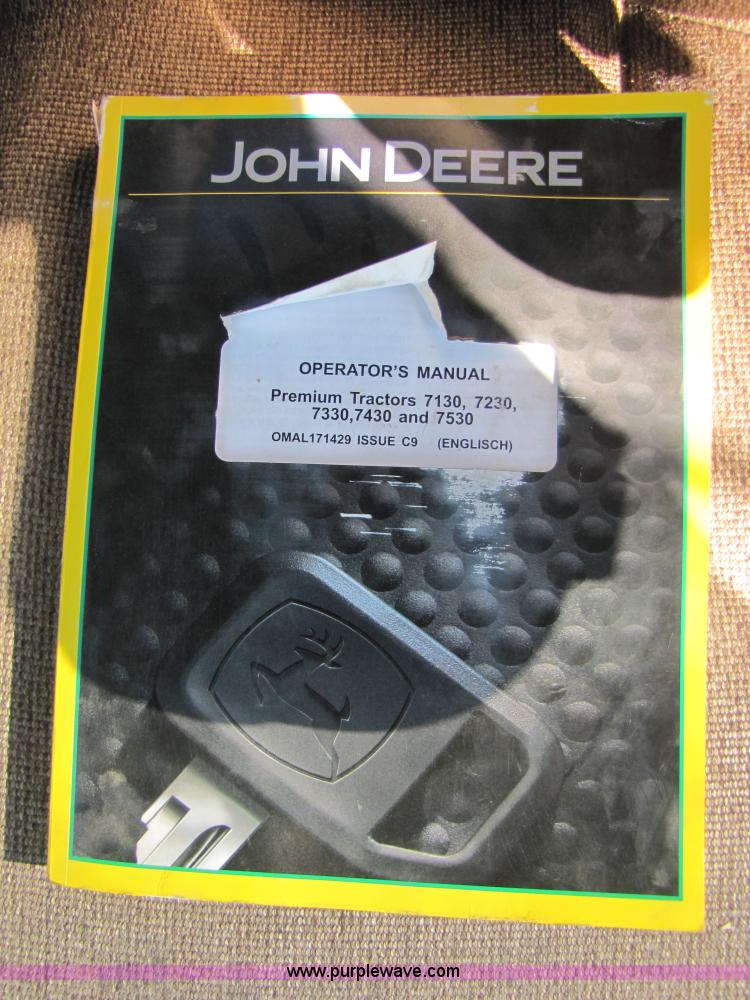 JOHN DEERE
OPERATOR'S MANUAL
Premium Tractors 7130, 7230,
7330,7430 and 7530
OMAL171429 ISSUE C9 (ENGLISCH)
www.purplewave.com